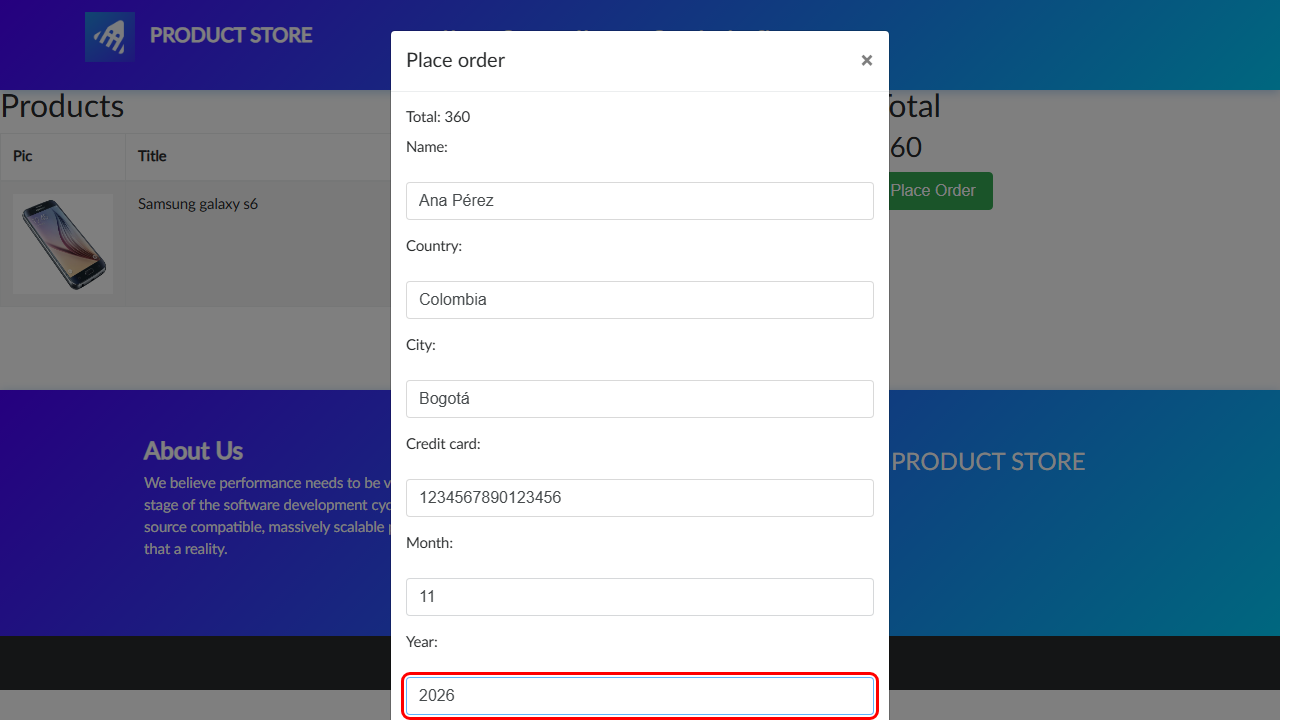 PRODUCT STORE
Place order
×
Products
Total: 360
Total
60
Name:
Pic
Title
Ana Pérez
Place Order
Samsung galaxy s6
Country:
Colombia
City:
Bogotá
Credit card:
About Us
PRODUCT STORE
We believe performance needs to be v
stage of the software development cyc
source compatible, massively scalable
that a reality.
1234567890123456
Month:
11
Year:
2026